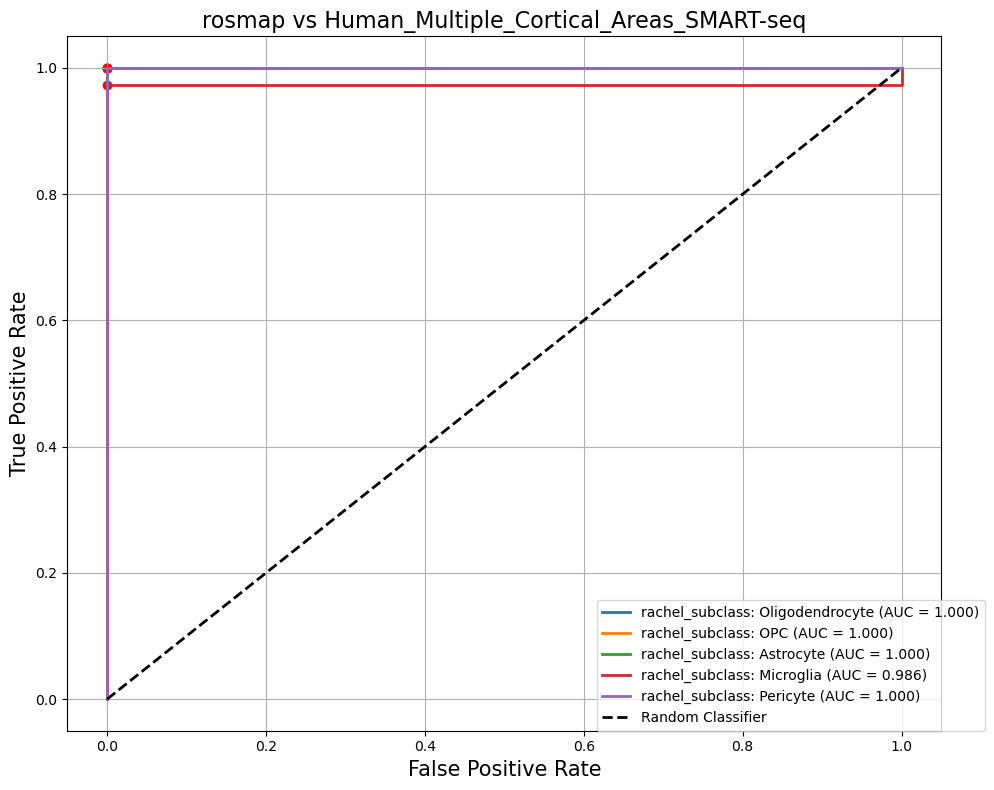 rosmap vs Human_Multiple_Cortical_Areas_SMART-seq
1.0
0.8
0.6
0.4
0.2
0.0
True Positive Rate
rachel_subclass: Oligodendrocyte (AUC = 1.000)
rachel_subclass: OPC (AUC = 1.000)
rachel_subclass: Astrocyte (AUC = 1.000)
rachel_subclass: Microglia (AUC = 0.986)
rachel_subclass: Pericyte (AUC = 1.000)
Random Classifier
0.0 0.2 0.4 0.6 0.8 1.0
False Positive Rate